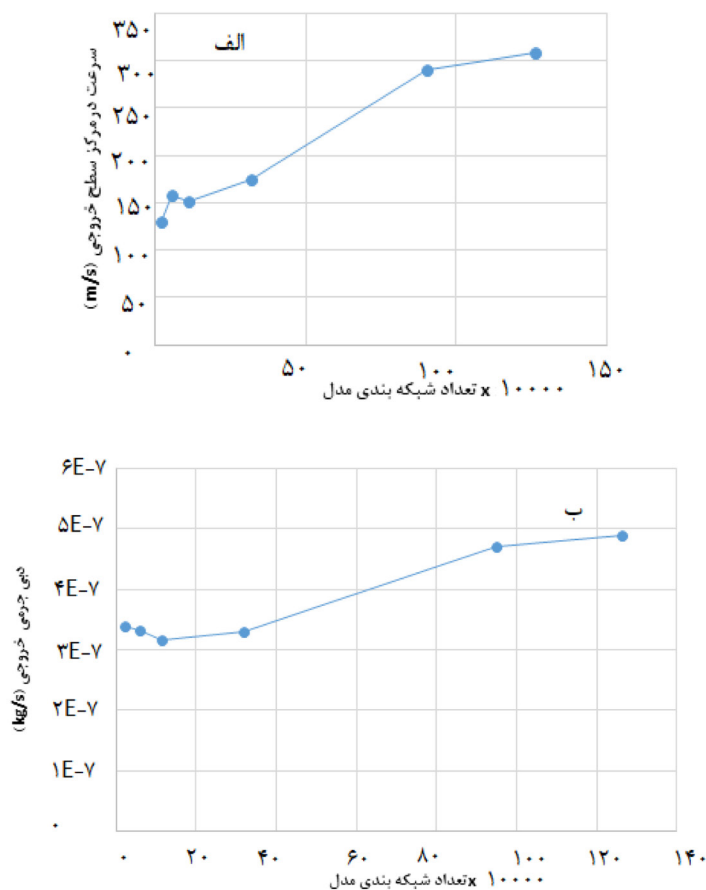 الف
سرعت در مرکز سطح خروجی (m/s)
۳۵۰
۳۰۰
۲۵۰
۲۰۰
۱۵۰
۱۰۰
۵۰
۰
۵۰ ۱۰۰ ۱۵۰
تعداد شبکه بندی مدل x ۱۰۰۰۰
ب
دبی جرمی خروجی (kg/s)
۶E-۷
۵E-۷
۴E-۷
۳E-۷
۲E-۷
۱E-۷
۰
۰ ۲۰ ۴۰ ۶۰ ۸۰ ۱۰۰ ۱۲۰ ۱۴۰
تعداد شبکه بندی مدل x ۱۰۰۰۰